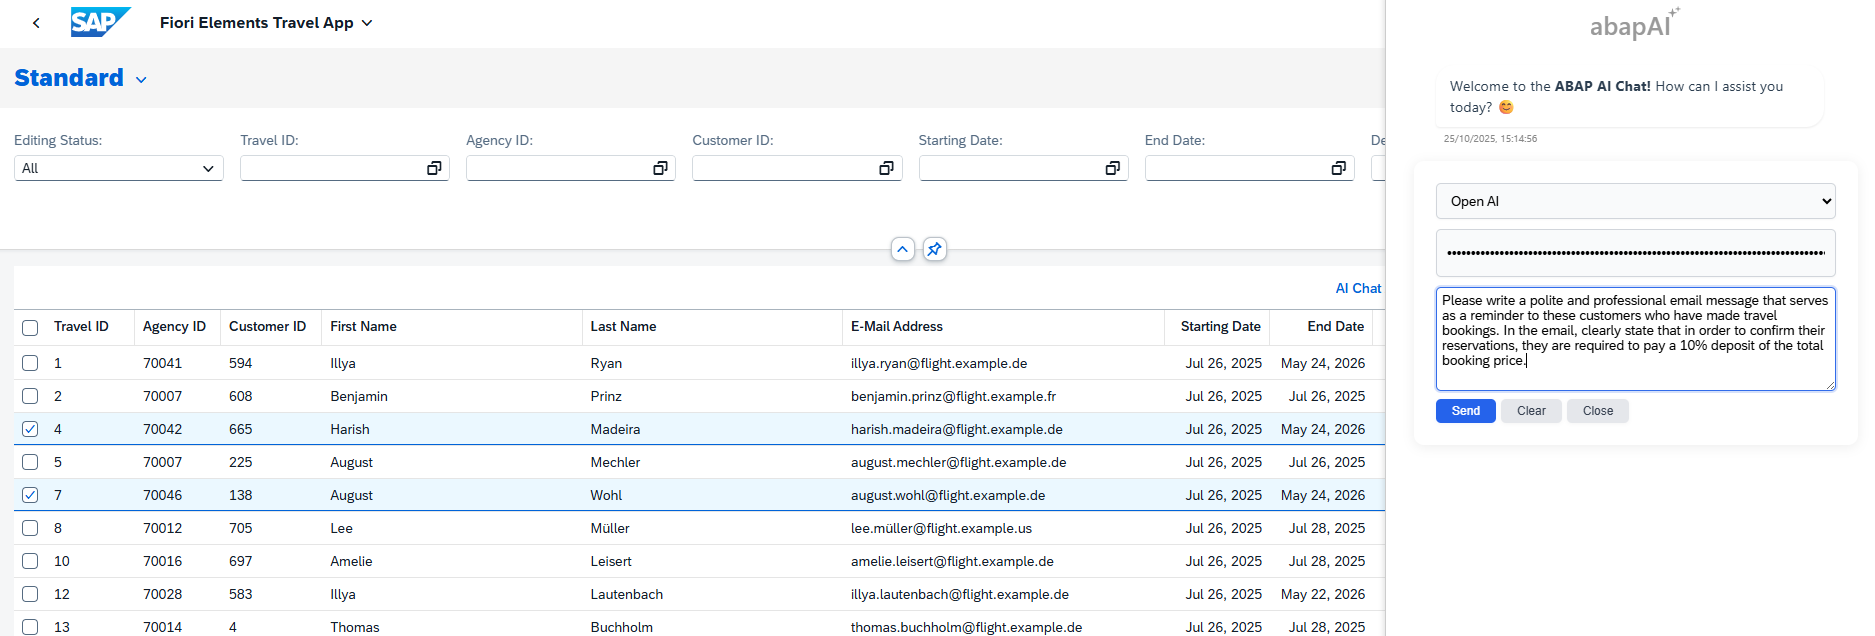 SAP Fiori Elements Travel App
Standard
Editing Status: Travel ID: Agency ID: Customer ID: Starting Date: End Date: De
All
AI Chat
Travel ID Agency ID Customer ID First Name Last Name E-Mail Address Starting Date End Date
1 70041 594 Illya Ryan illya.ryan@flight.example.de Jul 26, 2025 May 24, 2026
2 70007 608 Benjamin Prinz benjamin.prinz@flight.example.fr Jul 26, 2025 Jul 26, 2025
4 70042 665 Harish Madeira harish.madeira@flight.example.de Jul 26, 2025 May 24, 2026
5 70007 225 August Mechler august.mechler@flight.example.de Jul 26, 2025 Jul 26, 2025
7 70046 138 August Wohl august.wohl@flight.example.de Jul 26, 2025 May 24, 2026
8 70012 705 Lee Müller lee.müller@flight.example.us Jul 26, 2025 Jul 28, 2025
10 70016 697 Amelie Leisert amelie.leisert@flight.example.de Jul 26, 2025 Jul 28, 2025
12 70028 583 Illya Lautenbach illya.lautenbach@flight.example.de Jul 26, 2025 May 22, 2026
13 70014 4 Thomas Buchholm thomas.buchholm@flight.example.de Jul 26, 2025 Jul 28, 2025
abapAI
Welcome to the ABAP AI Chat! How can I assist you
today? 😊
25/10/2025, 15:14:56
Open AI
Please write a polite and professional email message that serves
as a reminder to these customers who have made travel
bookings. In the email, clearly state that in order to confirm their
reservations, they are required to pay a 10% deposit of the total
booking price.
Send Clear Close